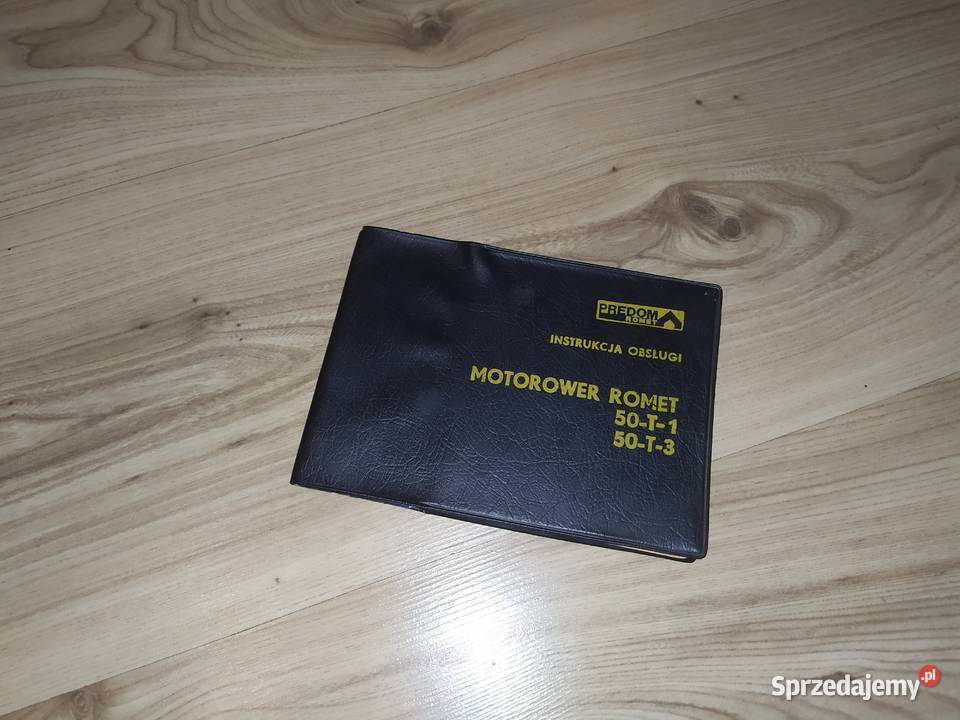 PREDOM
ROMET
INSTRUKCJA OBSŁUGI
MOTOROWER ROMET
50-T-1
50-T-3
Sprzedajemy.pl